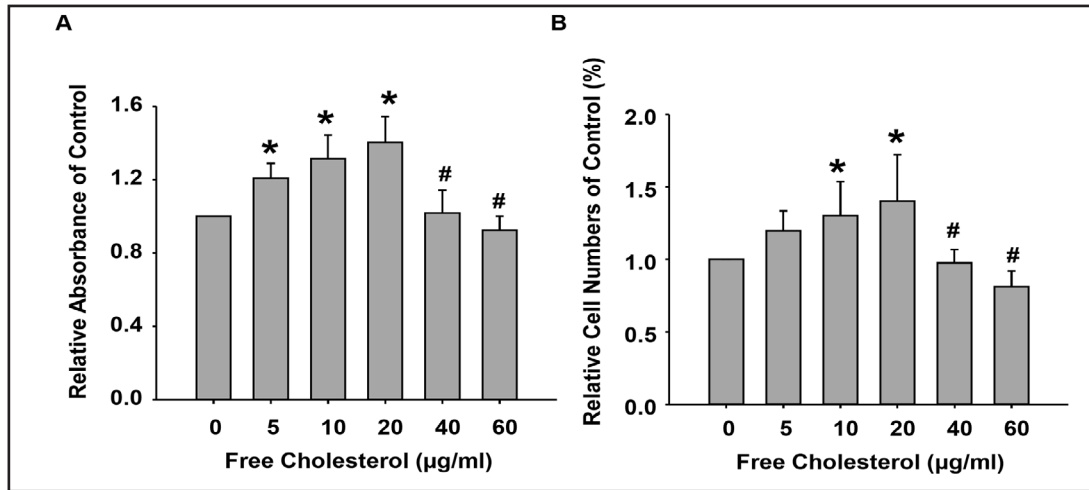 A
Relative Absorbance of Control
1.6
1.2
0.8
0.4
0.0
*
*
*
#
#
0 5 10 20 40 60
Free Cholesterol (µg/ml)
B
Relative Cell Numbers of Control (%)
2.0
1.5
1.0
0.5
0.0
*
*
#
#
0 5 10 20 40 60
Free Cholesterol (µg/ml)